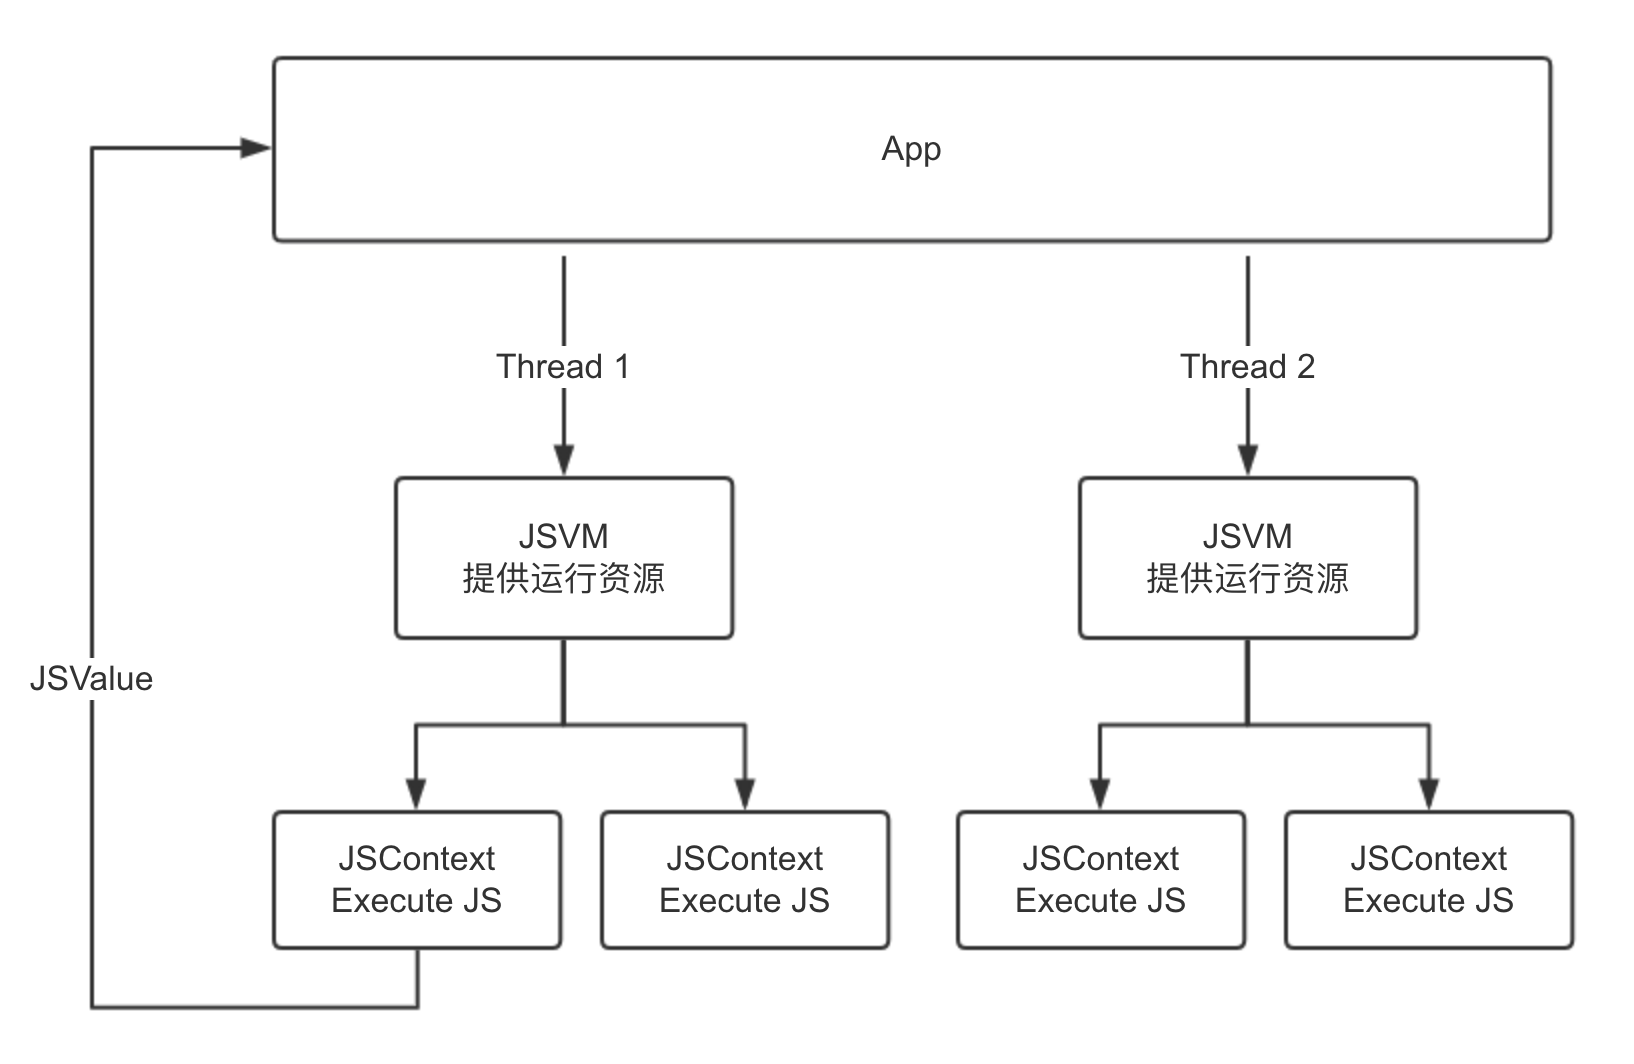 App
Thread 1
Thread 2
JSVM
提供运行资源
JSVM
提供运行资源
JSValue
JSContext
Execute JS
JSContext
Execute JS
JSContext
Execute JS
JSContext
Execute JS